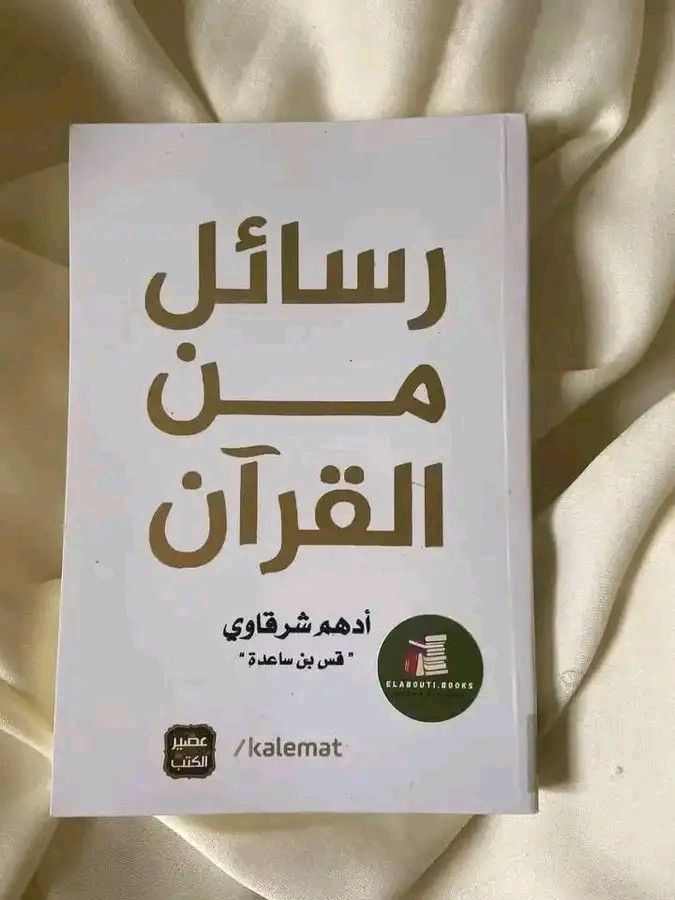 رسائل
من
القرآن
أدهم شرقاوي
"قس بن ساعدة"
ELABOUTI.BOOKS
عصير
الكتب
/kalemat